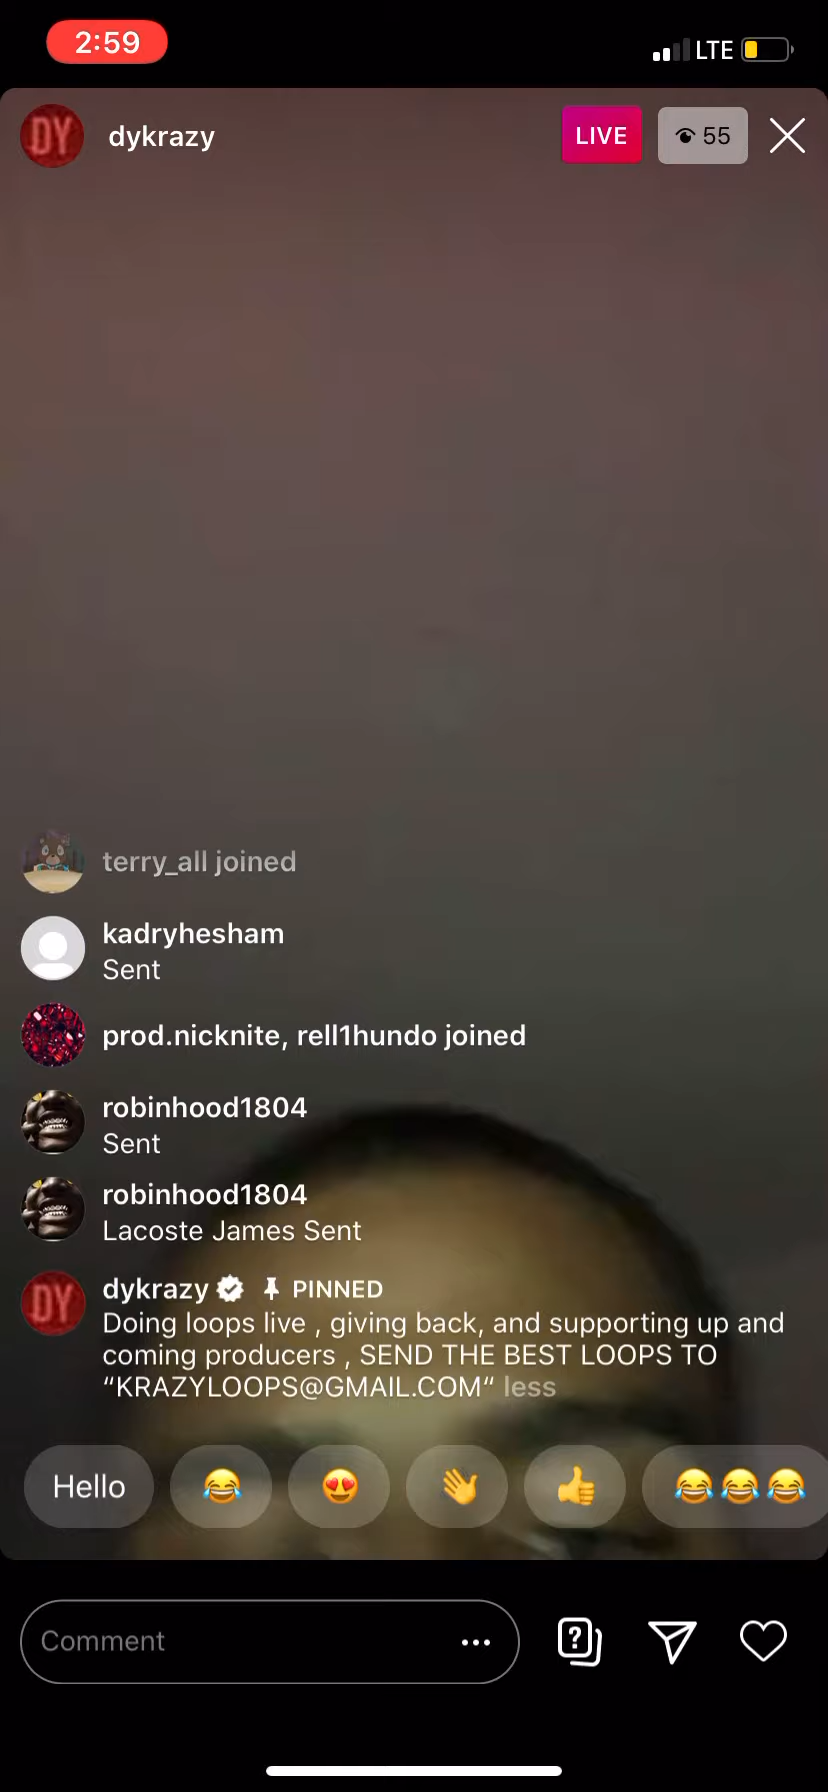 2:59
LTE
DY
dykrazy
LIVE
55
terry_all joined
kadryhesham
Sent
prod.nicknite, rell1hundo joined
robinhood1804
Sent
robinhood1804
Lacoste James Sent
DY
dykrazy PINNED
Doing loops live , giving back, and supporting up and
coming producers , SEND THE BEST LOOPS TO
“KRAZYLOOPS@GMAIL.COM“ less
Hello
Comment